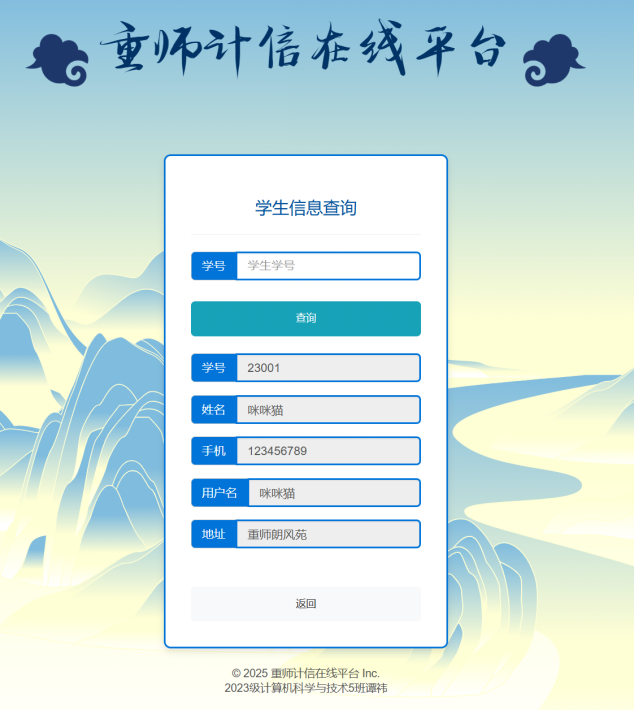 重师计信在线平台
学生信息查询
学号 学生学号
查询
学号 23001
姓名 咪咪猫
手机 123456789
用户名 咪咪猫
地址 重师朗风苑
返回
© 2025 重师计信在线平台 Inc.
2023级计算机科学与技术5班谭祎